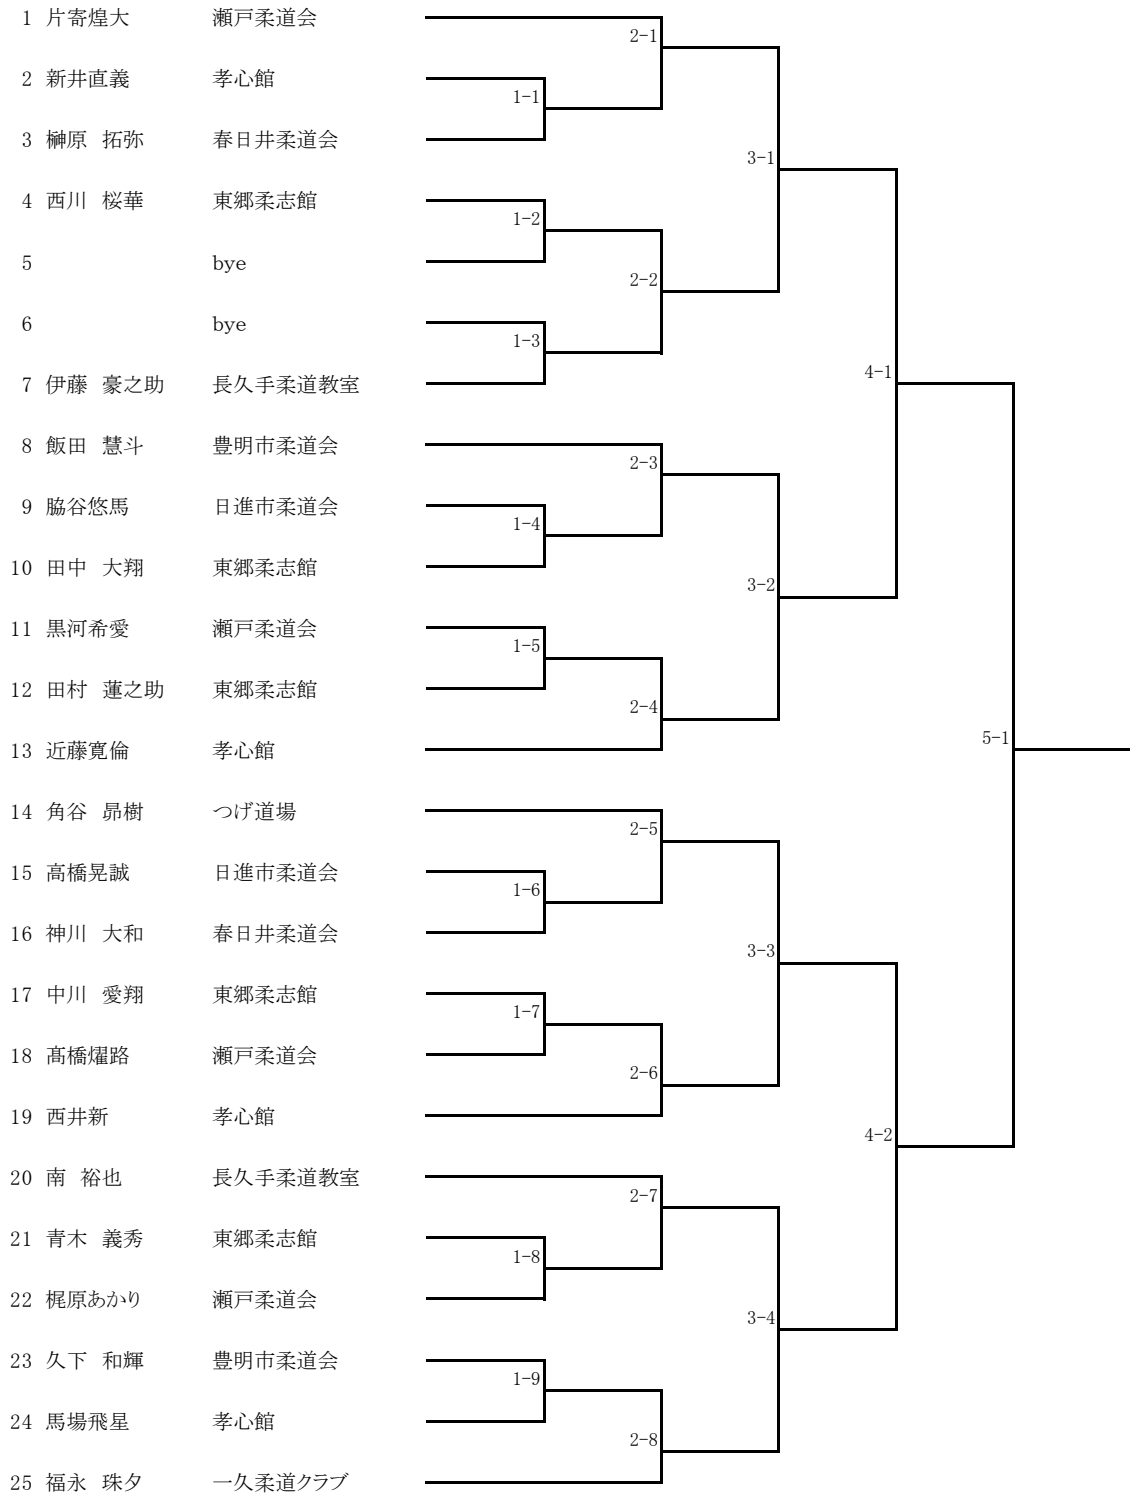 1 片寄煌大 瀬戸柔道会
2-1
2 新井直義 孝心館
1-1
3 榊原 拓弥 春日井柔道会
3-1
4 西川 桜華 東郷柔志館
1-2
5 bye
2-2
6 bye
1-3
7 伊藤 豪之助 長久手柔道教室
4-1
8 飯田 慧斗 豊明市柔道会
2-3
9 脇谷悠馬 日進市柔道会
1-4
10 田中 大翔 東郷柔志館
3-2
11 黒河希愛 瀬戸柔道会
1-5
12 田村 蓮之助 東郷柔志館
2-4
13 近藤寛倫 孝心館
5-1
14 角谷 昴樹 つげ道場
2-5
15 高橋晃誠 日進市柔道会
1-6
16 神川 大和 春日井柔道会
3-3
17 中川 愛翔 東郷柔志館
1-7
18 髙橋燿路 瀬戸柔道会
2-6
19 西井新 孝心館
4-2
20 南 裕也 長久手柔道教室
2-7
21 青木 義秀 東郷柔志館
1-8
22 梶原あかり 瀬戸柔道会
3-4
23 久下 和輝 豊明市柔道会
1-9
24 馬場飛星 孝心館
2-8
25 福永 珠夕 一久柔道クラブ